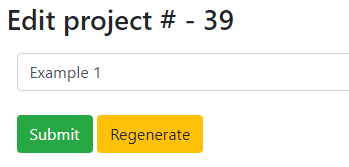 Edit project # - 39
Example 1
Submit Regenerate